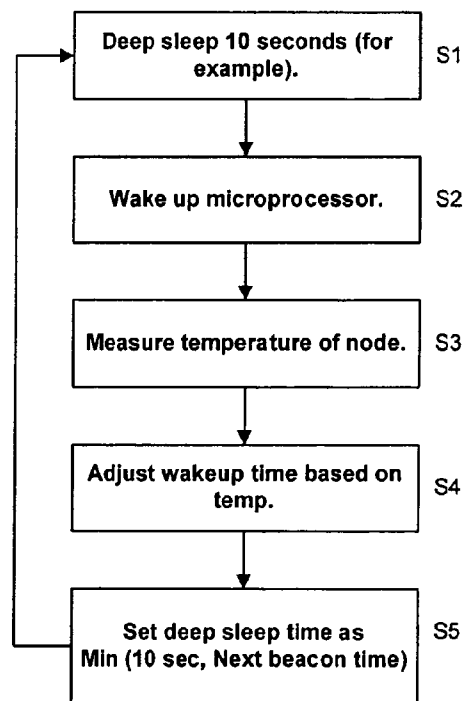 Deep sleep 10 seconds (for
example).
S1
Wake up microprocessor.
S2
Measure temperature of node.
S3
Adjust wakeup time based on
temp.
S4
Set deep sleep time as
Min (10 sec, Next beacon time)
S5